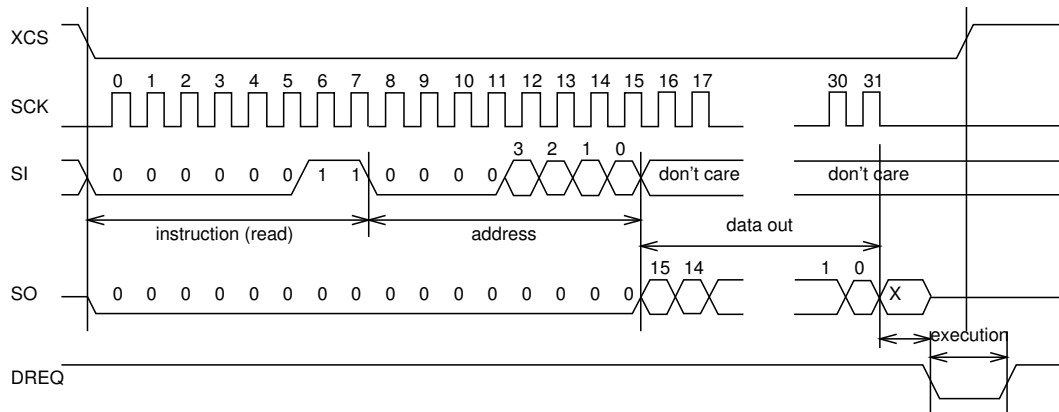 XCS
0 1 2 3 4 5 6 7 8 9 10 11 12 13 14 15 16 17 30 31
SCK
3 2 1 0
SI 0 0 0 0 0 0 1 1 0 0 0 0 don't care don't care
instruction (read) address data out
15 14 1 0
SO 0 0 0 0 0 0 0 0 0 0 0 0 0 0 0 0 X
execution
DREQ